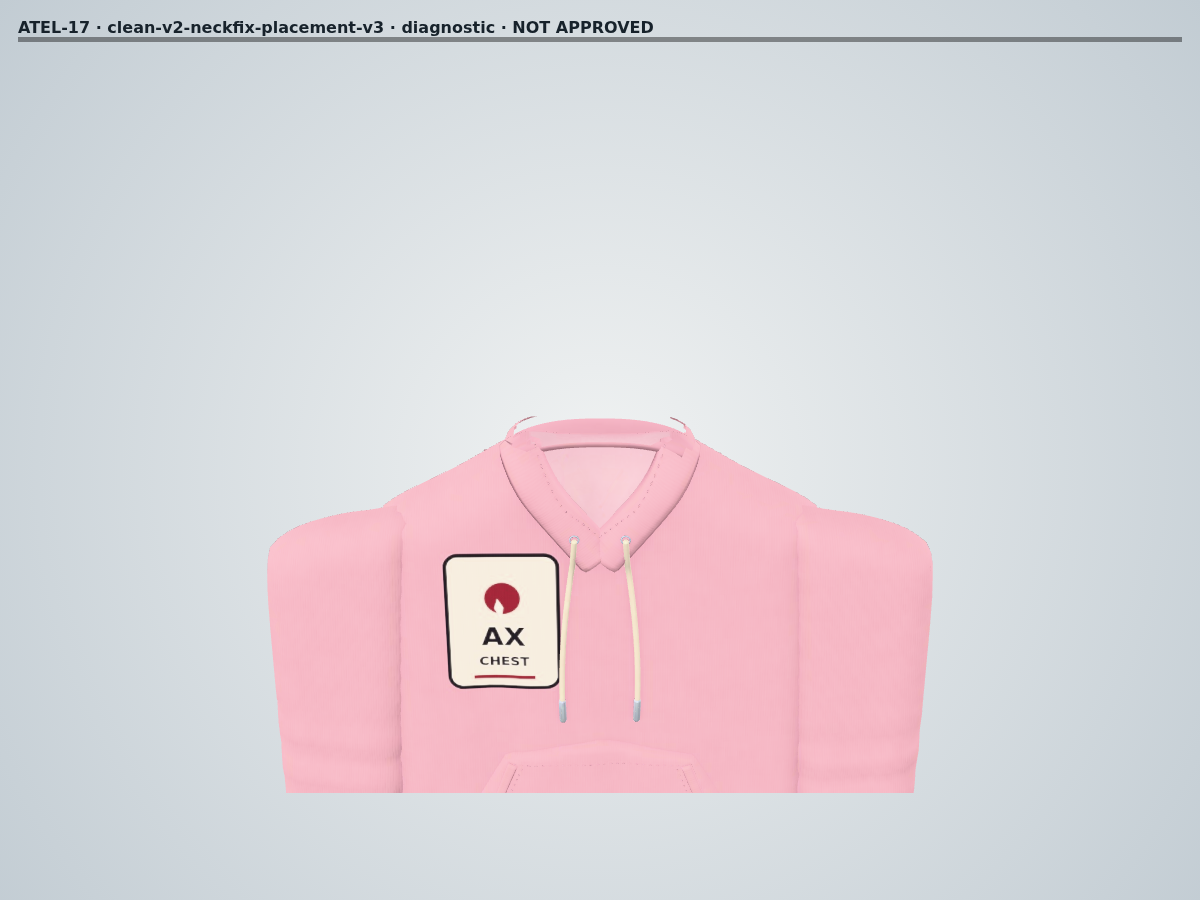 ATEL-17 · clean-v2-neckfix-placement-v3 · diagnostic · NOT APPROVED
AX
CHEST